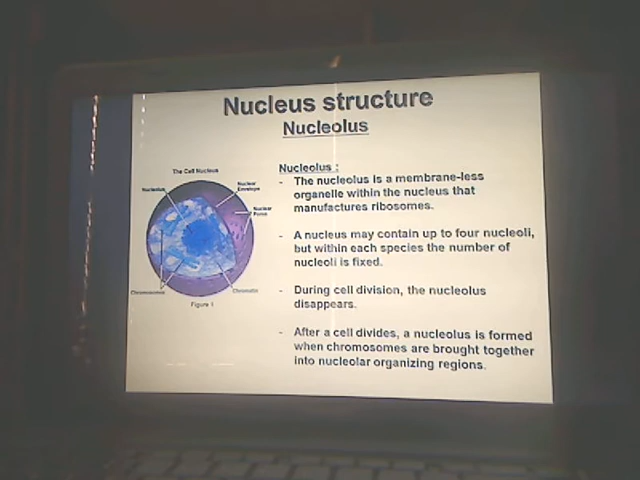 Nucleus structure
Nucleolus
The Cell Nucleus
Nucleolus
Nuclear
Envelope
Nuclear
Pores
Chromosomes
Chromatin
Figure 1
Nucleolus :
- The nucleolus is a membrane-less
organelle within the nucleus that
manufactures ribosomes.
- A nucleus may contain up to four nucleoli,
but within each species the number of
nucleoli is fixed.
- During cell division, the nucleolus
disappears.
- After a cell divides, a nucleolus is formed
when chromosomes are brought together
into nucleolar organizing regions.